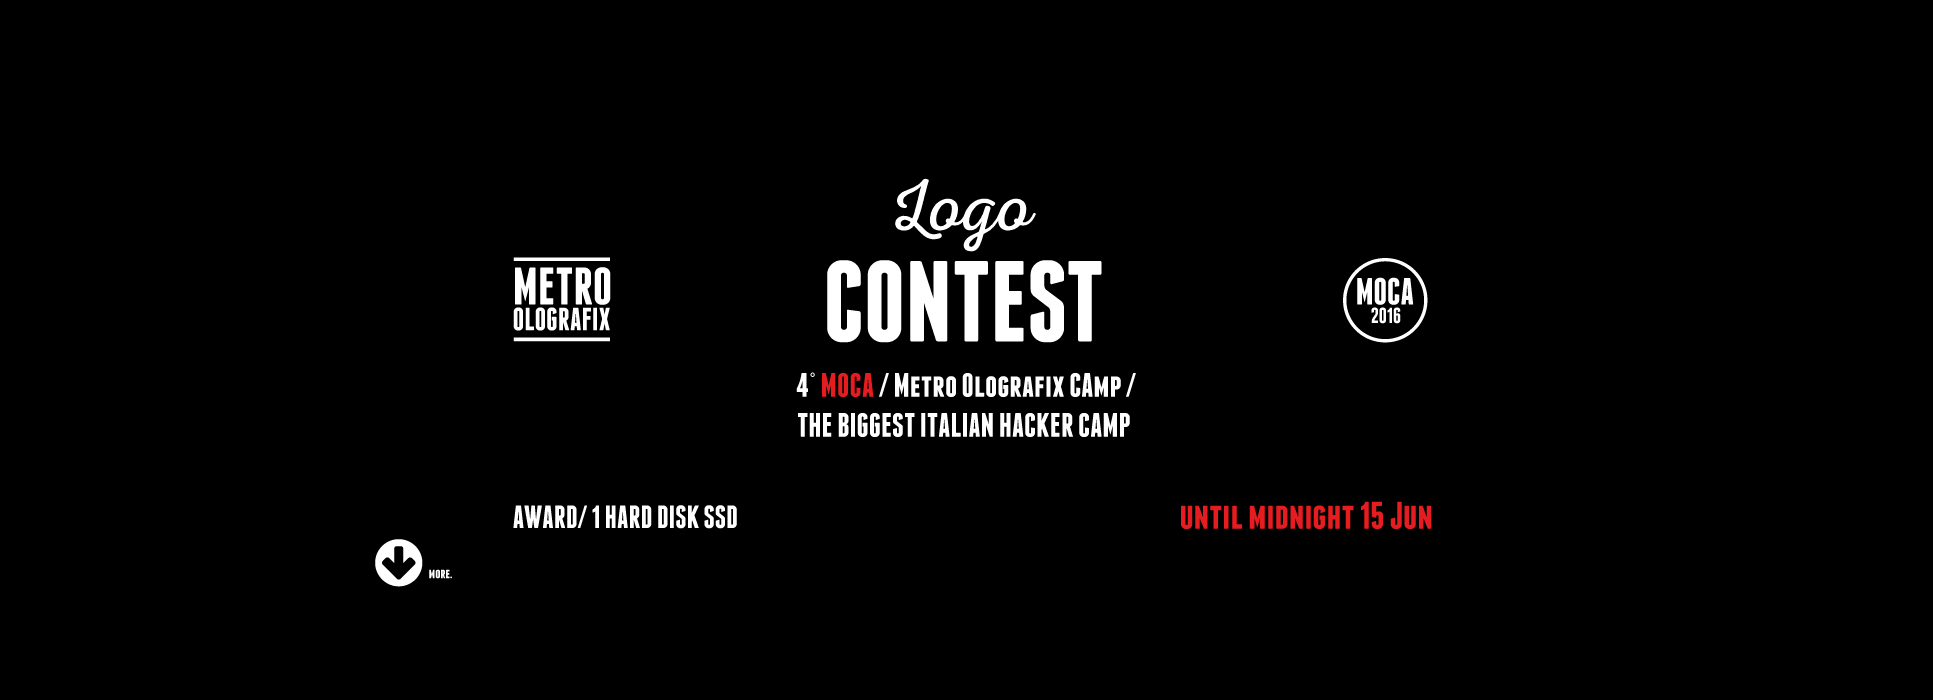 Logo
CONTEST
METRO
OLOGRAFIX
MOCA
2016
4° MOCA / Metro Olografix CAmp /
THE BIGGEST ITALIAN HACKER CAMP
AWARD/ 1 HARD DISK SSD
UNTIL MIDNIGHT 15 Jun
MORE.